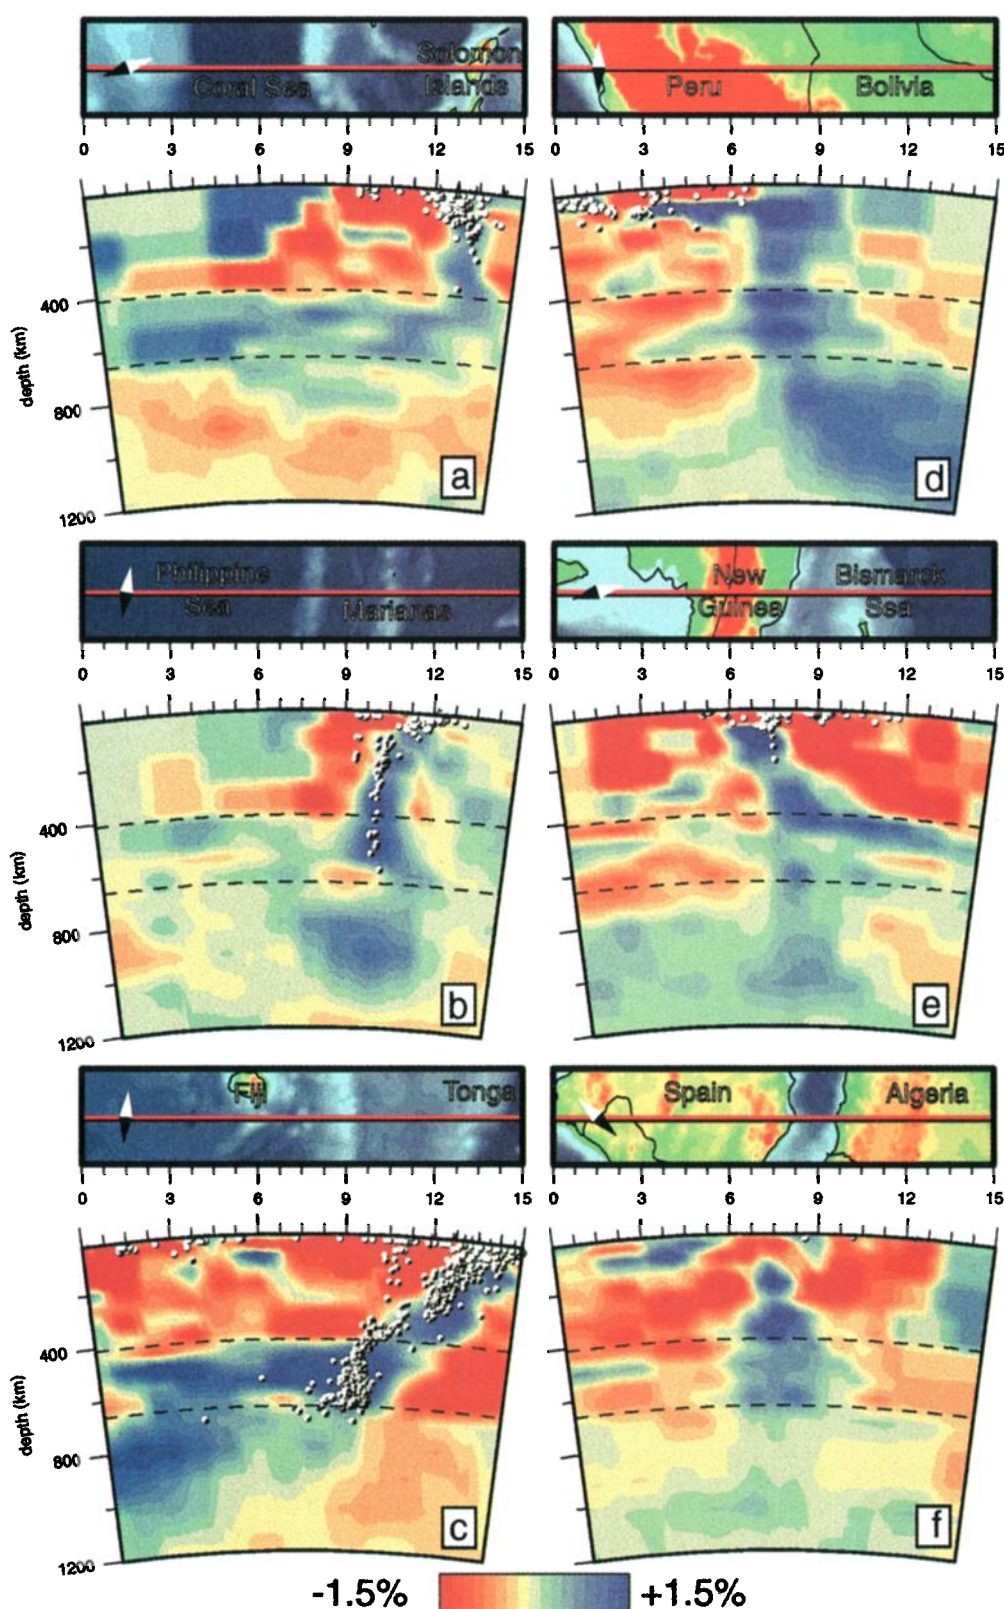 Coral Sea
Solomon
Islands
0 3 6 9 12 15
400
800
1200
depth (km)
a
Peru
Bolivia
0 3 6 9 12 15
d
Philippine
Sea
Marianas
0 3 6 9 12 15
400
800
1200
depth (km)
b
New
Guinea
Bismarck
Sea
0 3 6 9 12 15
e
Fiji
Tonga
0 3 6 9 12 15
400
800
1200
depth (km)
c
Spain
Algeria
0 3 6 9 12 15
f
-1.5% +1.5%